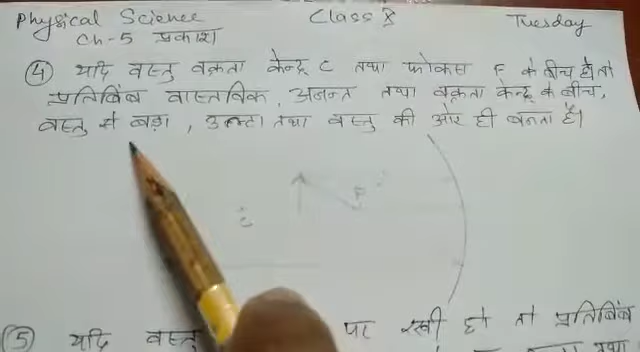 Physical Science Class X Tuesday
Ch-5 प्रकाश
④ यदि वस्तु वक्रता केन्द्र C तथा फोकस F के बीच हो तो
प्रतिबिंब वास्तविक, अनन्त तथा वक्रता केन्द्र के बीच,
वस्तु से बड़ा, उल्टा तथा वस्तु की ओर ही बनता है।
F
C
⑤ यदि वस्तु पर रखी हो तो प्रतिबिंब
तथा